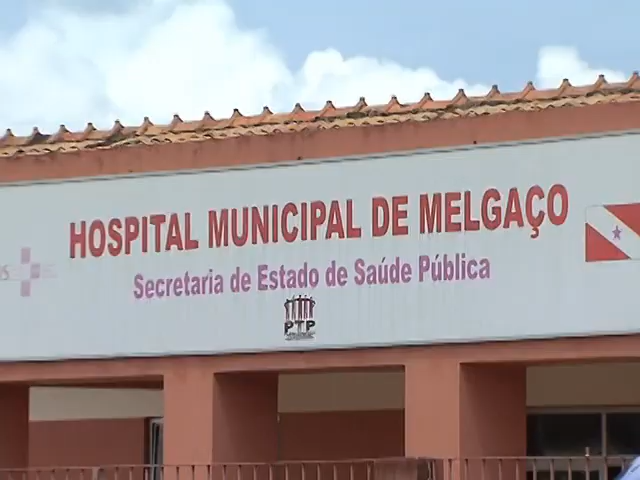 HOSPITAL MUNICIPAL DE MELGAÇO
Secretaria de Estado de Saúde Pública
PTP